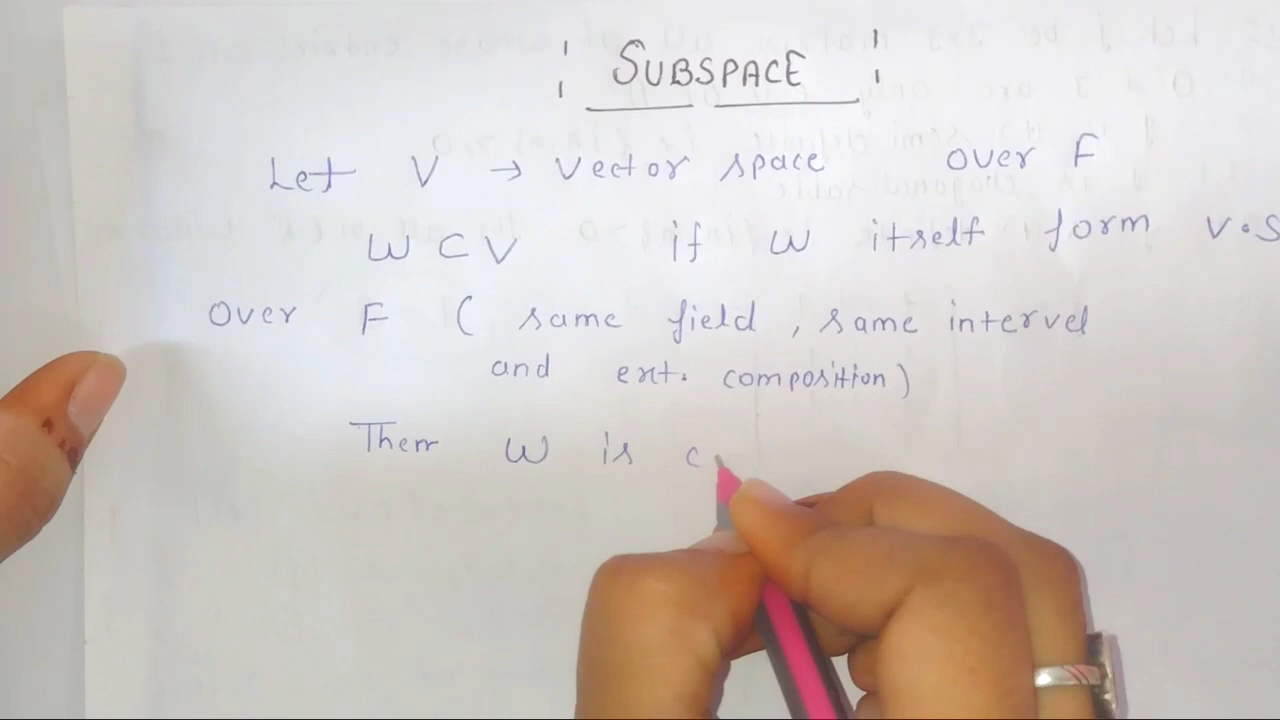 SUBSPACE
Let V → vector space over F
W ⊂ V if W itself form v.s
over F ( same field , same intervel
and ext. composition )
Then W is